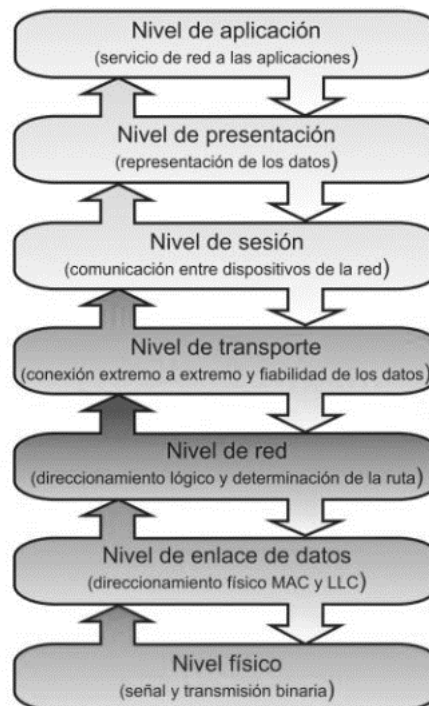 Nivel de aplicación
(servicio de red a las aplicaciones)
Nivel de presentación
(representación de los datos)
Nivel de sesión
(comunicación entre dispositivos de la red)
Nivel de transporte
(conexión extremo a extremo y fiabilidad de los datos)
Nivel de red
(direccionamiento lógico y determinación de la ruta)
Nivel de enlace de datos
(direccionamiento físico MAC y LLC)
Nivel físico
(señal y transmisión binaria)